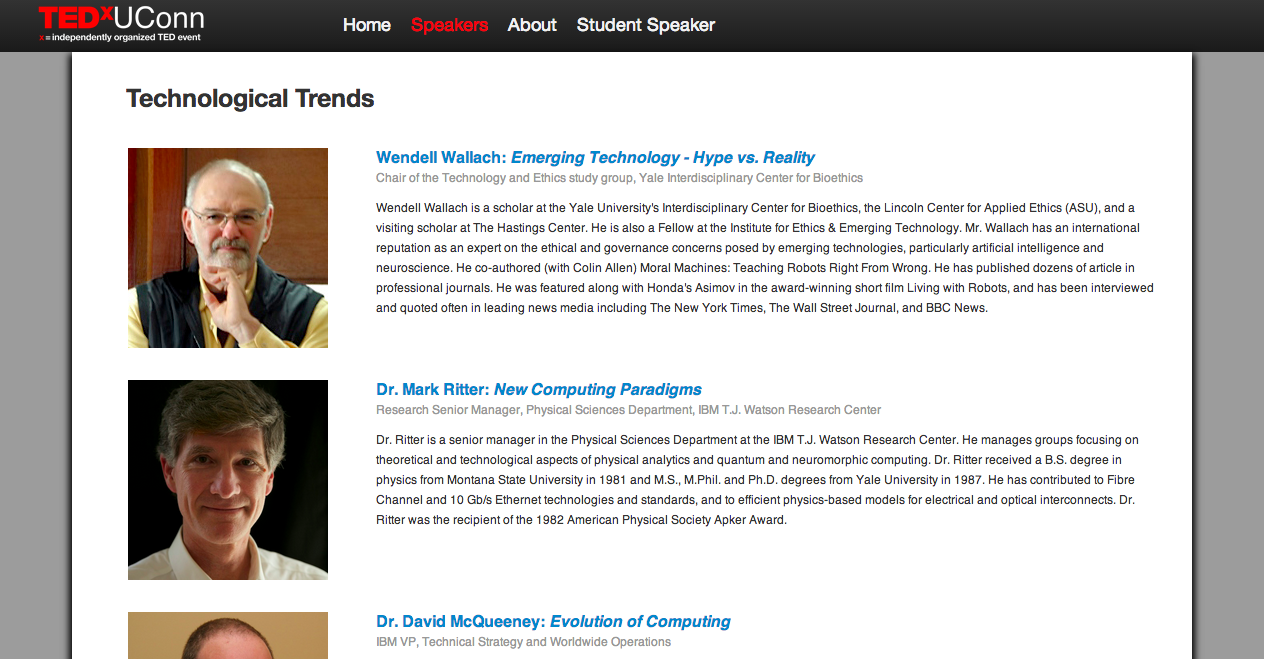 TEDxUConn
x = independently organized TED event
Home Speakers About Student Speaker
Technological Trends
Wendell Wallach: Emerging Technology - Hype vs. Reality
Chair of the Technology and Ethics study group, Yale Interdisciplinary Center for Bioethics
Wendell Wallach is a scholar at the Yale University's Interdisciplinary Center for Bioethics, the Lincoln Center for Applied Ethics (ASU), and a
visiting scholar at The Hastings Center. He is also a Fellow at the Institute for Ethics & Emerging Technology. Mr. Wallach has an international
reputation as an expert on the ethical and governance concerns posed by emerging technologies, particularly artificial intelligence and
neuroscience. He co-authored (with Colin Allen) Moral Machines: Teaching Robots Right From Wrong. He has published dozens of article in
professional journals. He was featured along with Honda's Asimov in the award-winning short film Living with Robots, and has been interviewed
and quoted often in leading news media including The New York Times, The Wall Street Journal, and BBC News.
Dr. Mark Ritter: New Computing Paradigms
Research Senior Manager, Physical Sciences Department, IBM T.J. Watson Research Center
Dr. Ritter is a senior manager in the Physical Sciences Department at the IBM T.J. Watson Research Center. He manages groups focusing on
theoretical and technological aspects of physical analytics and quantum and neuromorphic computing. Dr. Ritter received a B.S. degree in
physics from Montana State University in 1981 and M.S., M.Phil. and Ph.D. degrees from Yale University in 1987. He has contributed to Fibre
Channel and 10 Gb/s Ethernet technologies and standards, and to efficient physics-based models for electrical and optical interconnects. Dr.
Ritter was the recipient of the 1982 American Physical Society Apker Award.
Dr. David McQueeney: Evolution of Computing
IBM VP, Technical Strategy and Worldwide Operations